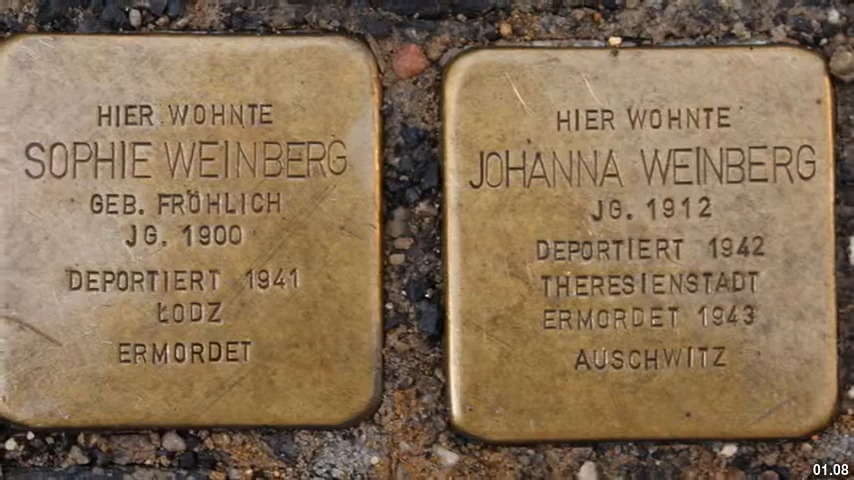 HIER WOHNTE
SOPHIE WEINBERG
GEB. FRÖHLICH
JG. 1900
DEPORTIERT 1941
ŁODZ
ERMORDET
HIER WOHNTE
JOHANNA WEINBERG
JG. 1912
DEPORTIERT 1942
THERESIENSTADT
ERMORDET 1943
AUSCHWITZ
01.08